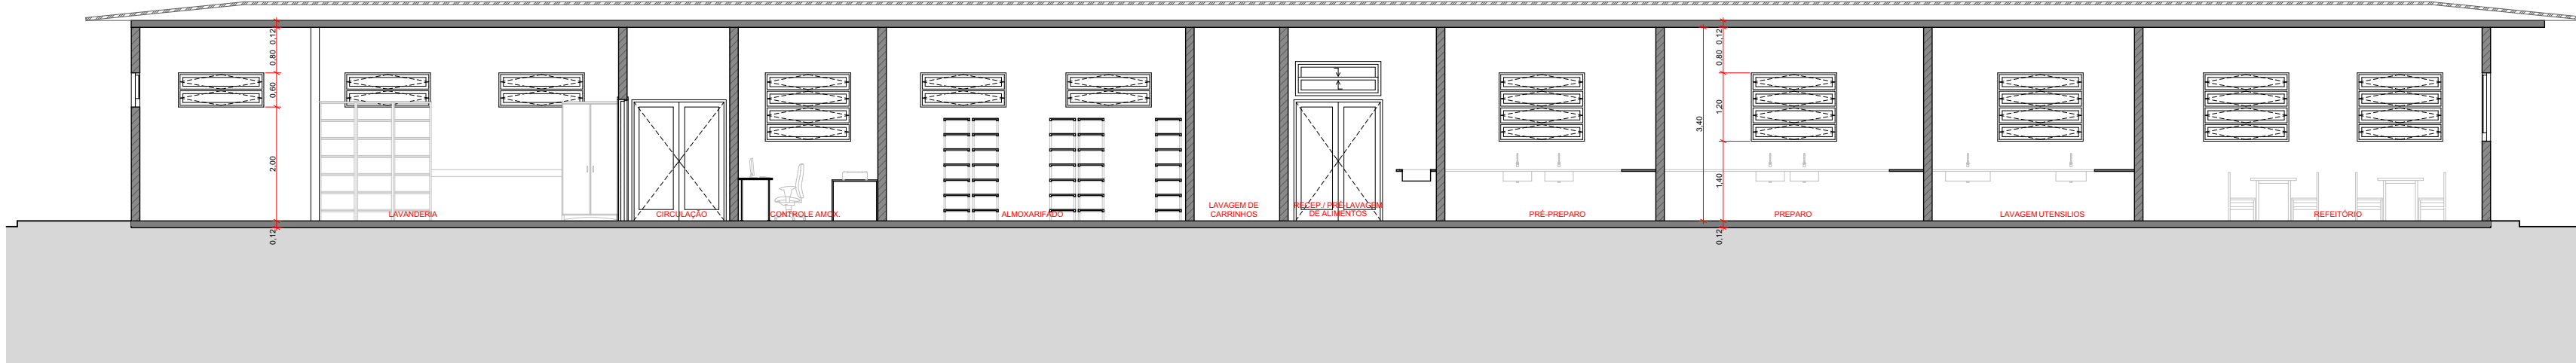 0,12
0,80
0,60
2,00
0,12
LAVANDERIA
CIRCULAÇÃO
CONTROLE AMOX.
ALMOXARIFADO
LAVAGEM DE
CARRINHOS
RECEP./ PRÉ-LAVAGEM
DE ALIMENTOS
PRÉ-PREPARO
3,40
0,12
0,80
1,20
1,40
0,12
PREPARO
LAVAGEM UTENSILIOS
REFEITÓRIO